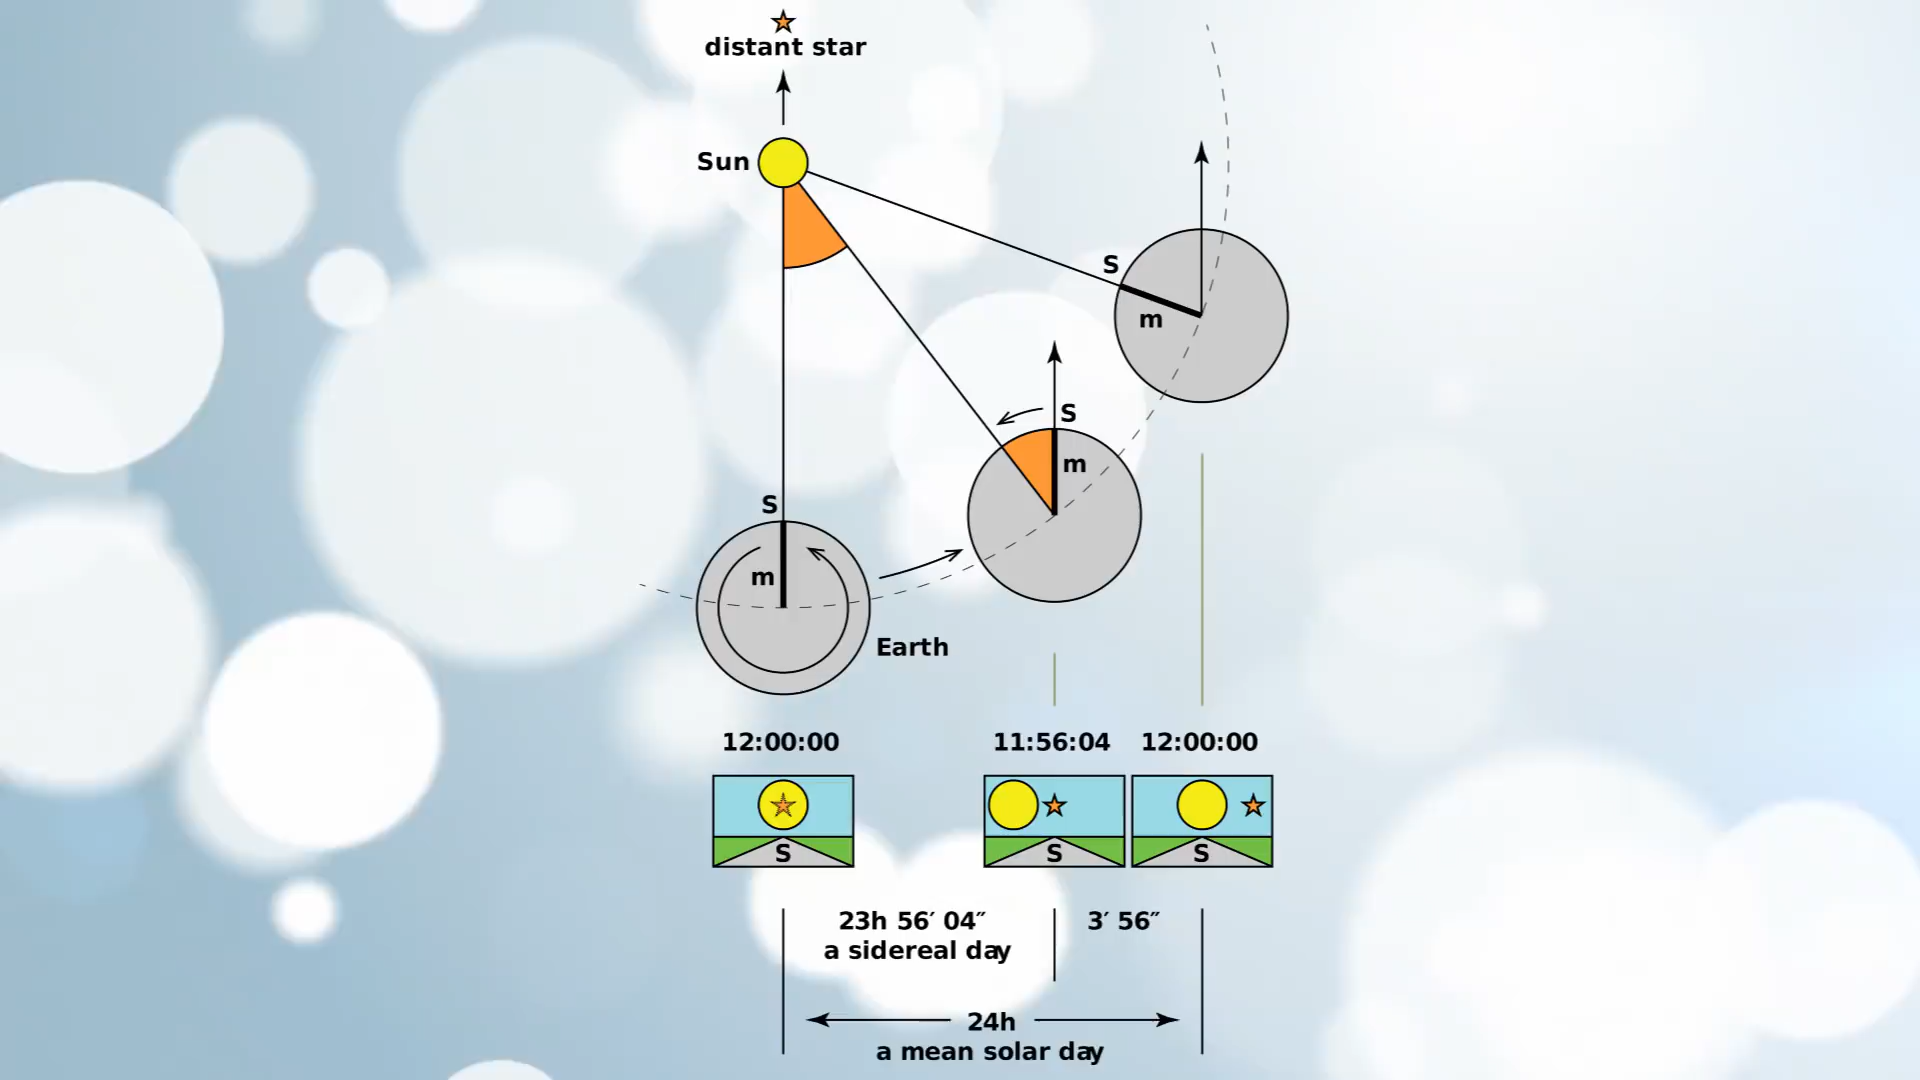 distant star
Sun
S
m
S
m
S
m
Earth
12:00:00
11:56:04
12:00:00
S
S
S
23h 56′ 04″
a sidereal day
3′ 56″
24h
a mean solar day